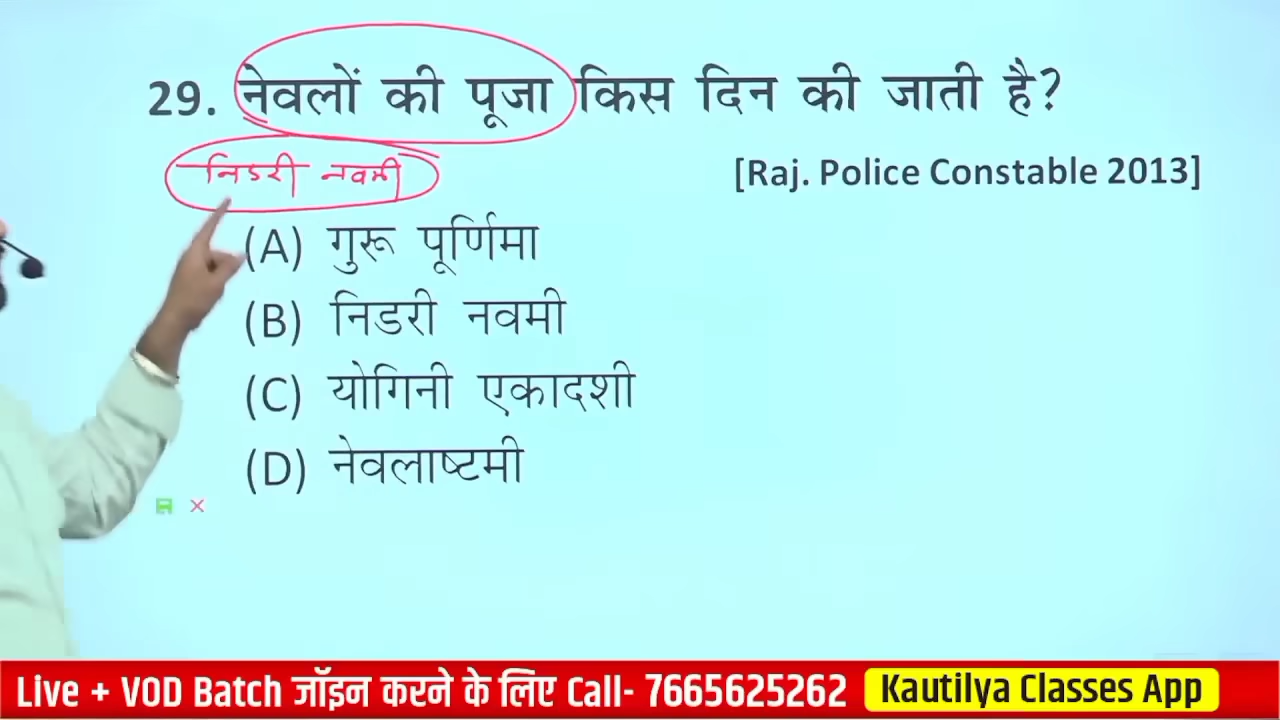 29. नेवलों की पूजा किस दिन की जाती है?
निडरी नवमी
[Raj. Police Constable 2013]
(A) गुरू पूर्णिमा
(B) निडरी नवमी
(C) योगिनी एकादशी
(D) नेवलाष्टमी
Live + VOD Batch जॉइन करने के लिए Call- 7665625262 Kautilya Classes App